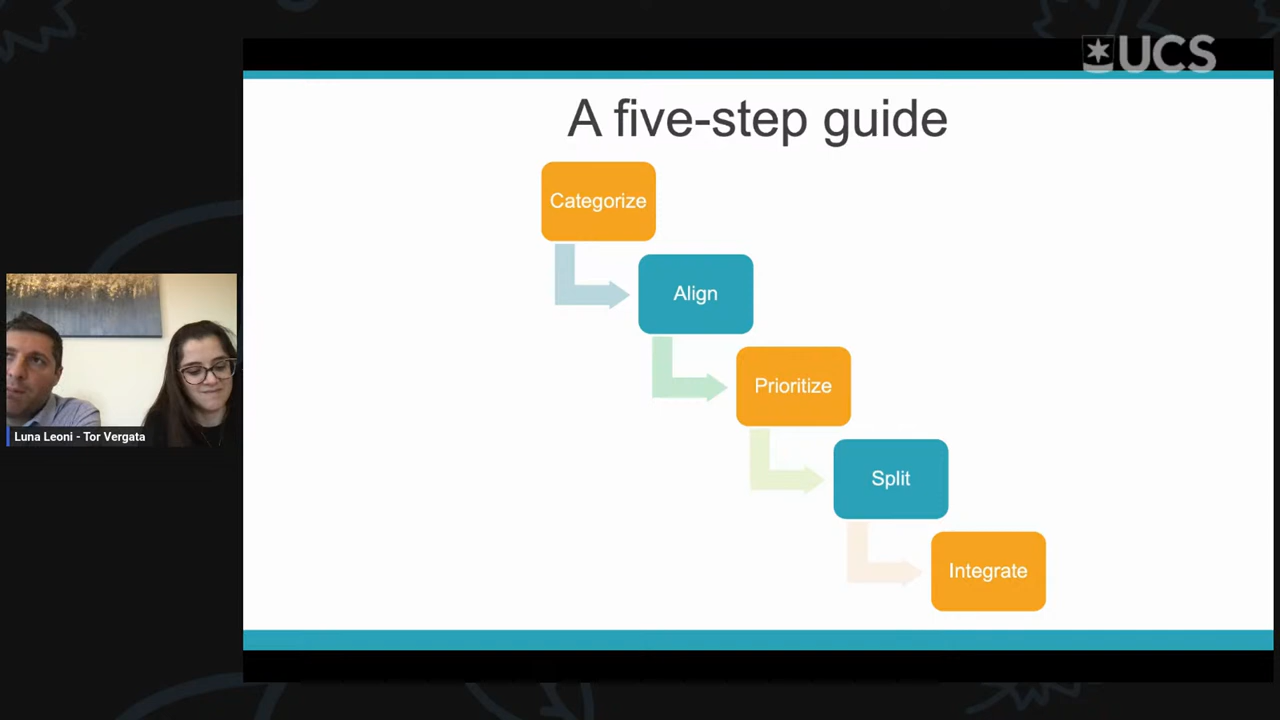 UCS
A five-step guide
Categorize
Align
Prioritize
Split
Integrate
Luna Leoni - Tor Vergata